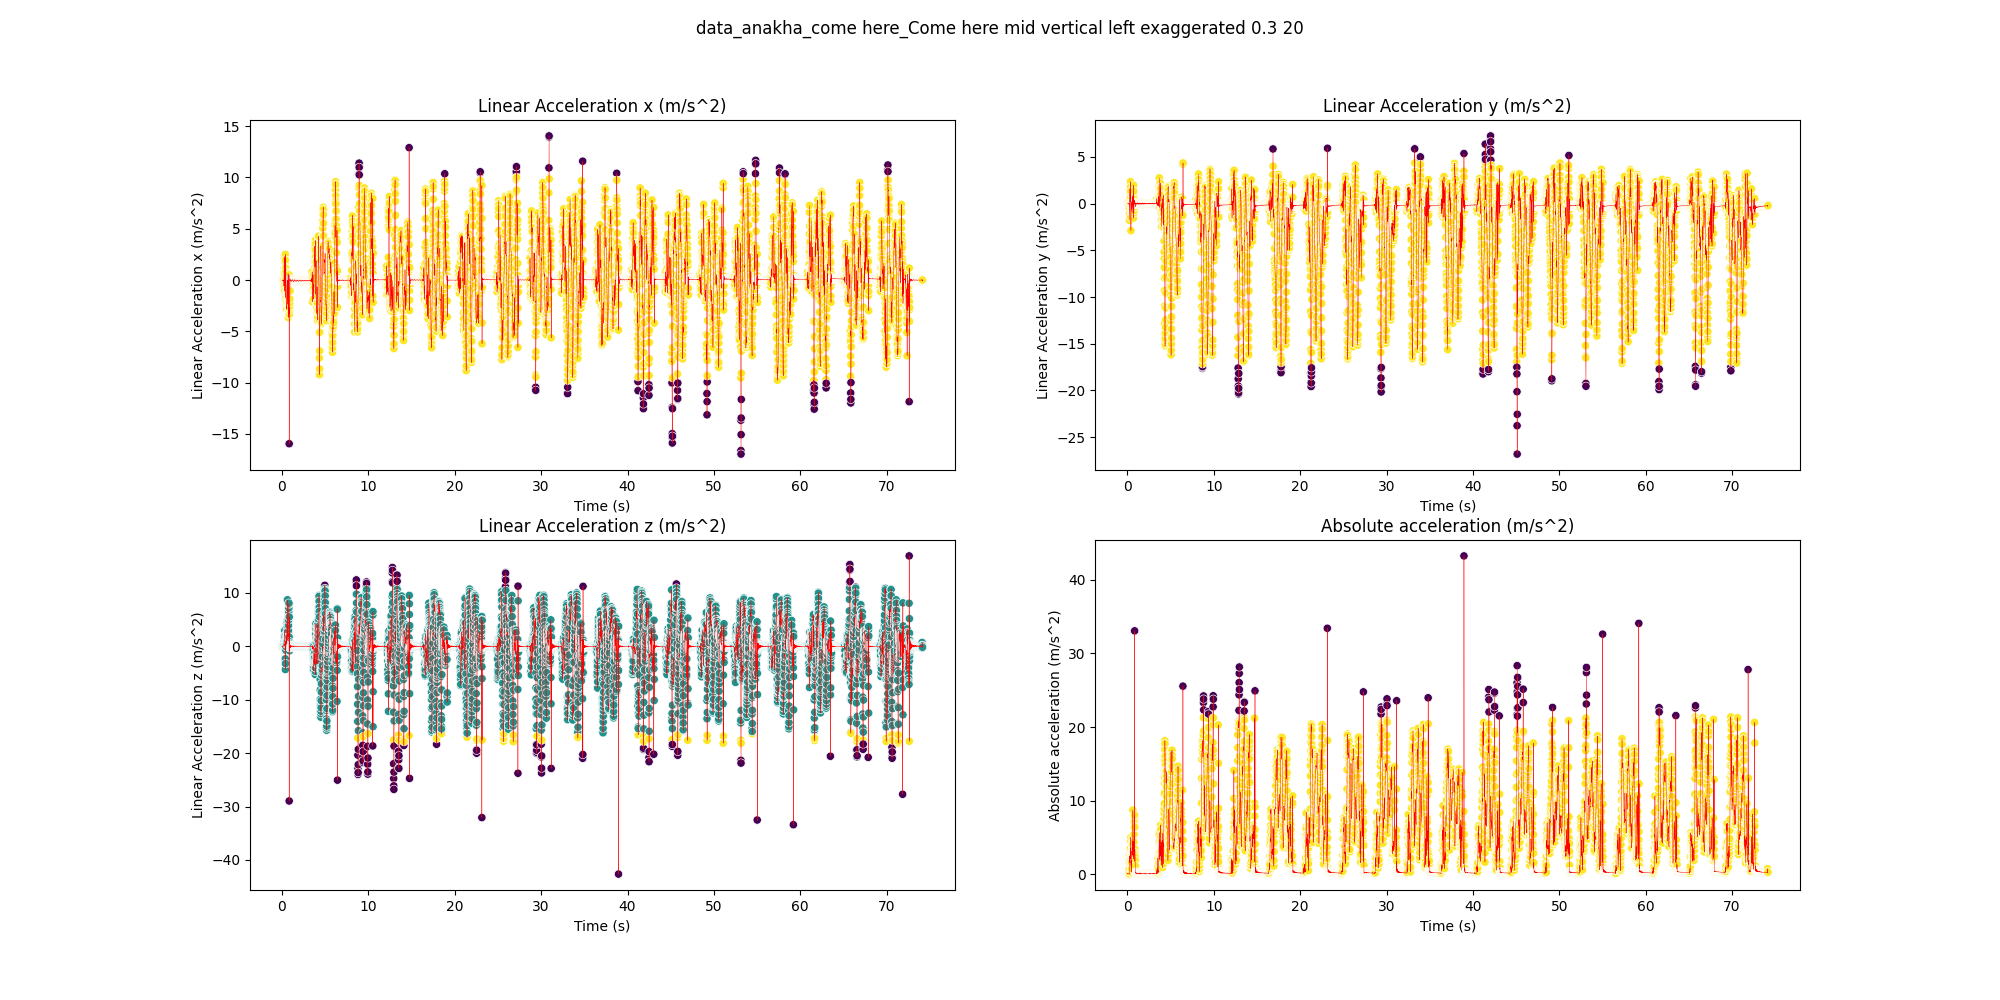 data_anakha_come here_Come here mid vertical left exaggerated 0.3 20
Linear Acceleration x (m/s^2)
Linear Acceleration x (m/s^2)
15
10
5
0
−5
−10
−15
0 10 20 30 40 50 60 70
Time (s)
Linear Acceleration y (m/s^2)
Linear Acceleration y (m/s^2)
5
0
−5
−10
−15
−20
−25
0 10 20 30 40 50 60 70
Time (s)
Linear Acceleration z (m/s^2)
Linear Acceleration z (m/s^2)
10
0
−10
−20
−30
−40
0 10 20 30 40 50 60 70
Time (s)
Absolute acceleration (m/s^2)
Absolute acceleration (m/s^2)
40
30
20
10
0
0 10 20 30 40 50 60 70
Time (s)